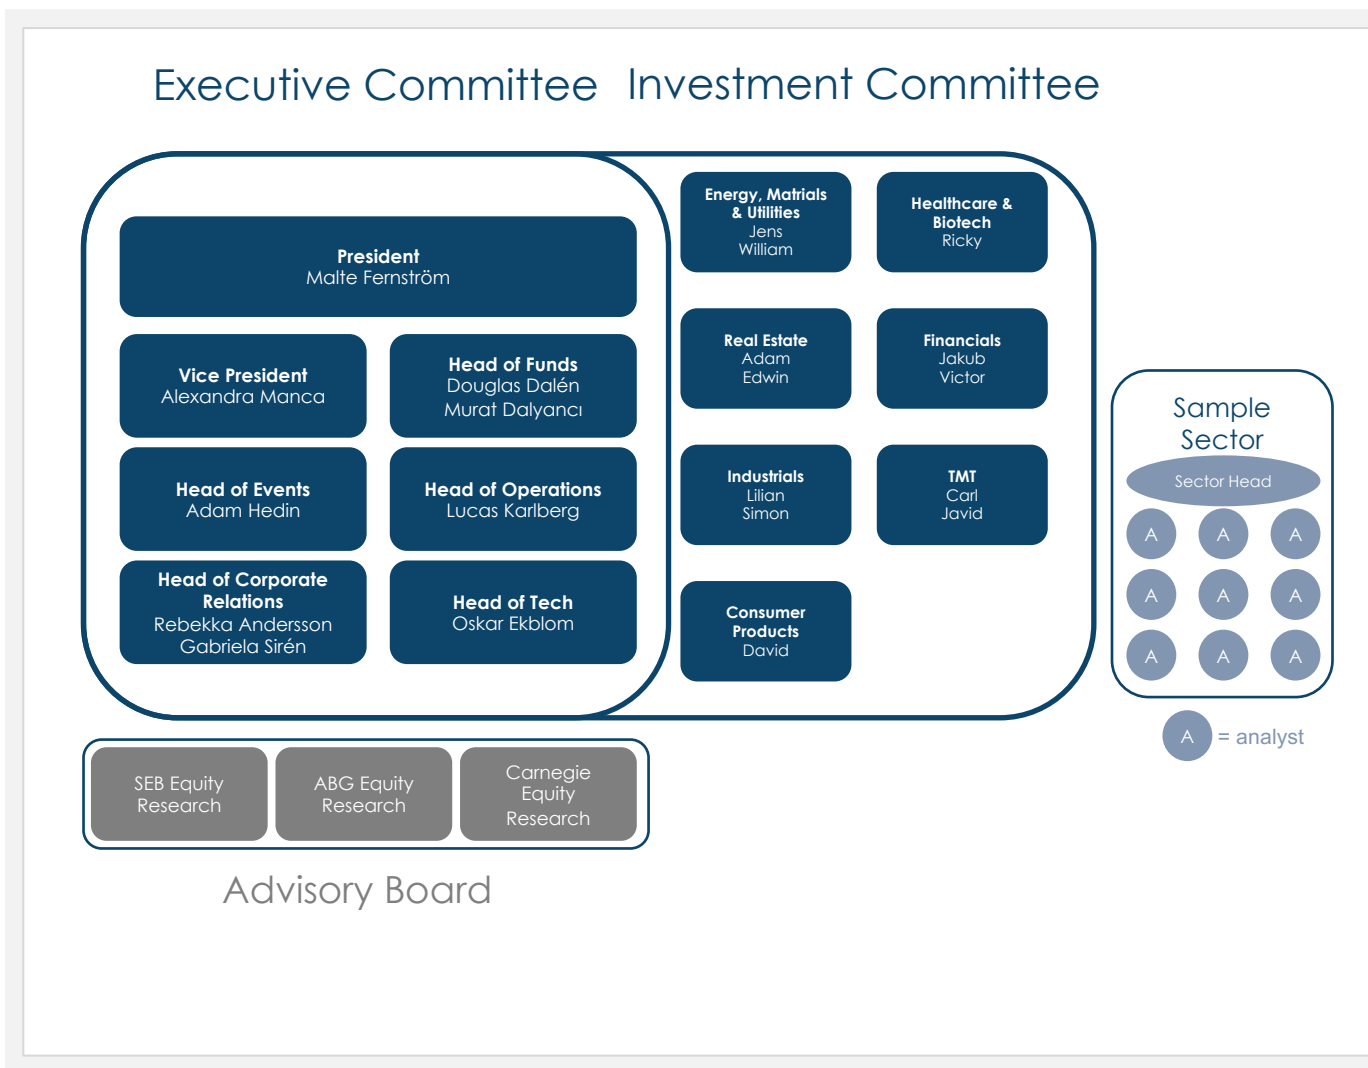 Executive Committee
Investment Committee
President
Malte Fernström
Vice President
Alexandra Manca
Head of Funds
Douglas Dalén
Murat Dalyancı
Head of Events
Adam Hedin
Head of Operations
Lucas Karlberg
Head of Corporate
Relations
Rebekka Andersson
Gabriela Sirén
Head of Tech
Oskar Ekblom
Energy, Matrials
& Utilities
Jens
William
Healthcare &
Biotech
Ricky
Real Estate
Adam
Edwin
Financials
Jakub
Victor
Industrials
Lilian
Simon
TMT
Carl
Javid
Consumer
Products
David
Sample
Sector
Sector Head
A A A
A A A
A A A
A = analyst
SEB Equity
Research
ABG Equity
Research
Carnegie
Equity
Research
Advisory Board